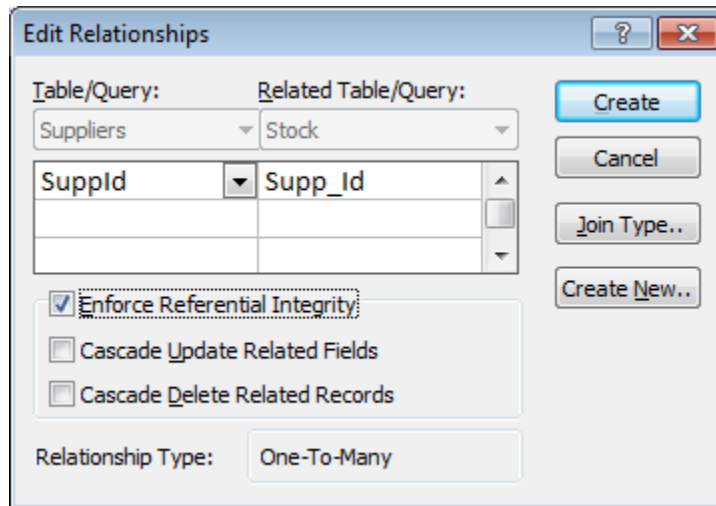 Edit Relationships
Table/Query: Related Table/Query:
Suppliers Stock
SuppId Supp_Id
Enforce Referential Integrity
Cascade Update Related Fields
Cascade Delete Related Records
Relationship Type: One-To-Many
?
Create
Cancel
Join Type..
Create New..